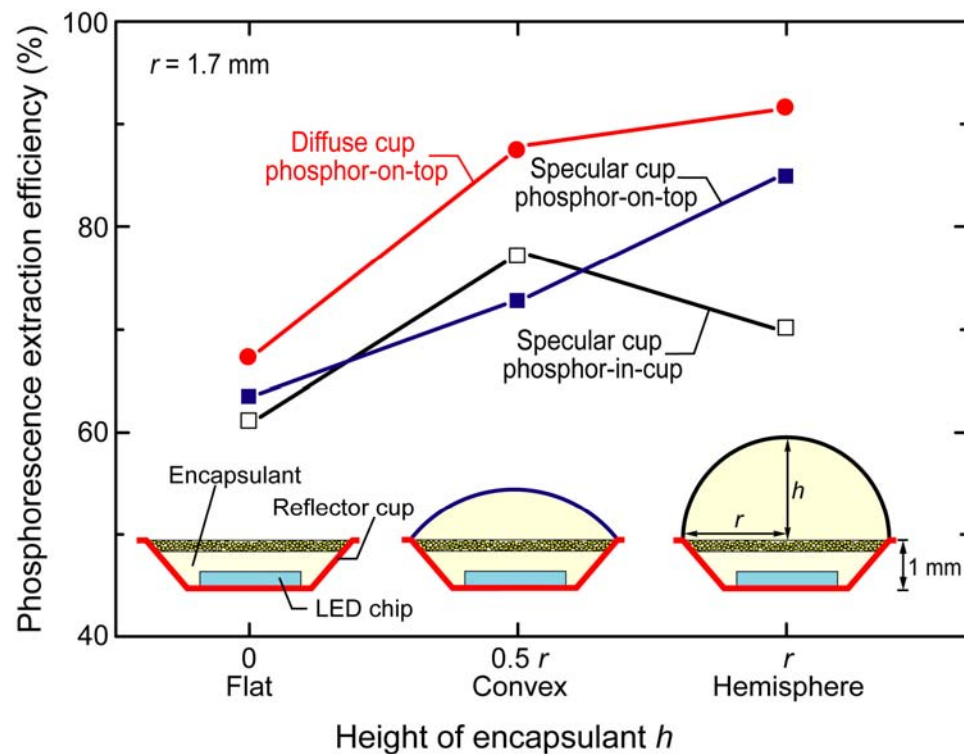 Phosphorescence extraction efficiency (%)
100
80
60
40
r = 1.7 mm
Diffuse cup
phosphor-on-top
Specular cup
phosphor-on-top
Specular cup
phosphor-in-cup
Encapsulant
Reflector cup
LED chip
h
r
1 mm
0
Flat
0.5 r
Convex
r
Hemisphere
Height of encapsulant h